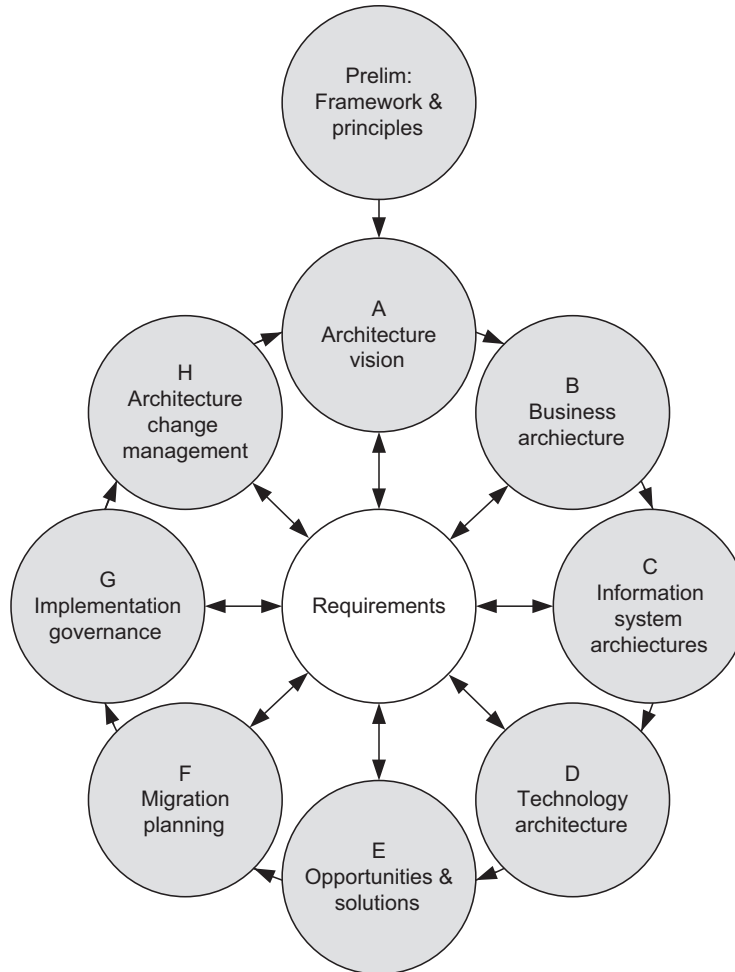 Prelim:
Framework &
principles
A
Architecture
vision
B
Business
archiecture
C
Information
system
archiectures
D
Technology
architecture
E
Opportunities &
solutions
F
Migration
planning
G
Implementation
governance
H
Architecture
change
management
Requirements